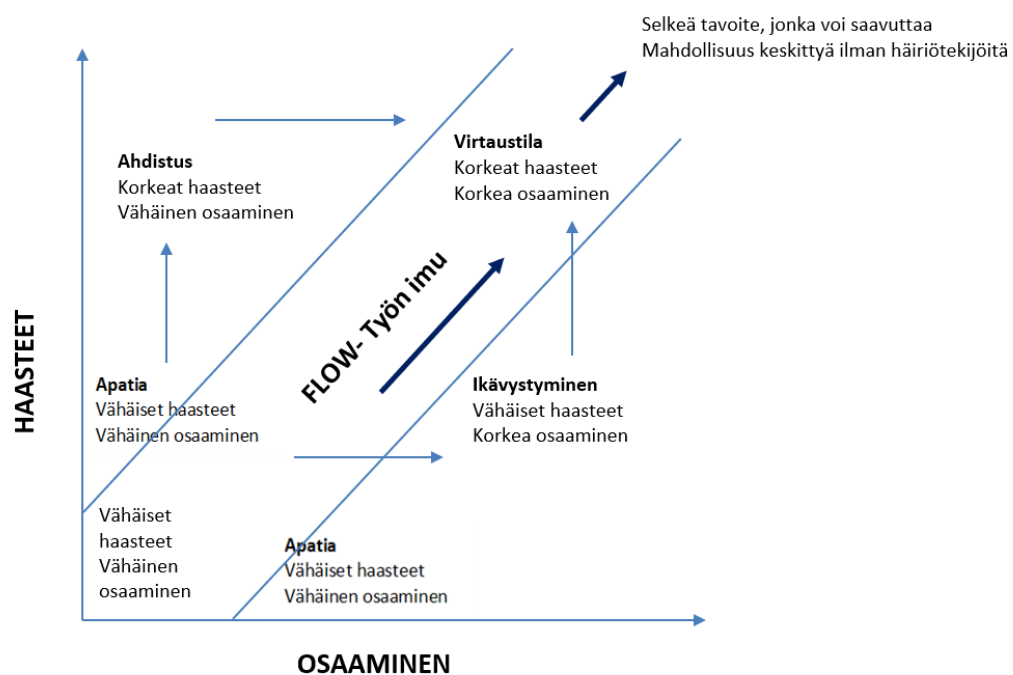 Selkeä tavoite, jonka voi saavuttaa
Mahdollisuus keskittyä ilman häiriötekijöitä
Ahdistus
Korkeat haasteet
Vähäinen osaaminen
Virtaustila
Korkeat haasteet
Korkea osaaminen
FLOW- Työn imu
HAASTEET
Apatia
Vähäiset haasteet
Vähäinen osaaminen
Ikävystyminen
Vähäiset haasteet
Korkea osaaminen
Vähäiset
haasteet
Vähäinen
osaaminen
Apatia
Vähäiset haasteet
Vähäinen osaaminen
OSAAMINEN